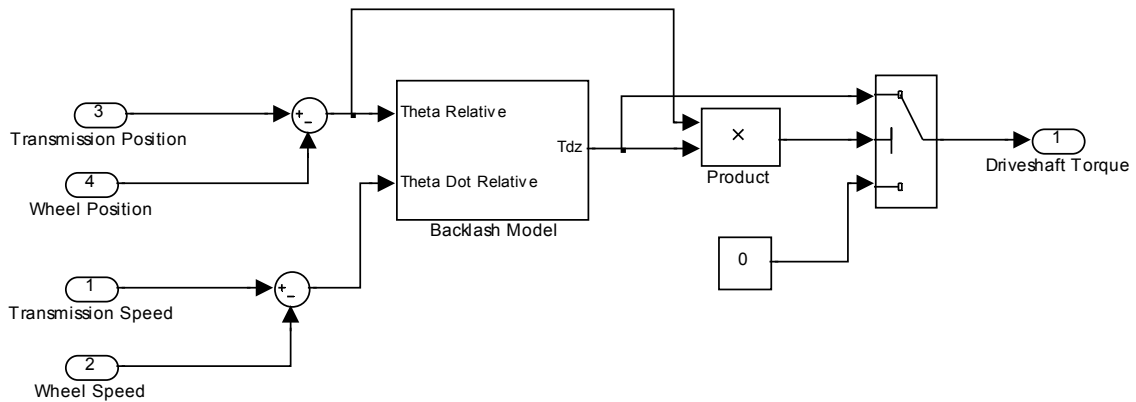 3
Transmission Position
4
Wheel Position
+
−
Theta Relative
Theta Dot Relative
Tdz
Backlash Model
×
Product
0
1
Driveshaft Torque
1
Transmission Speed
+
−
2
Wheel Speed